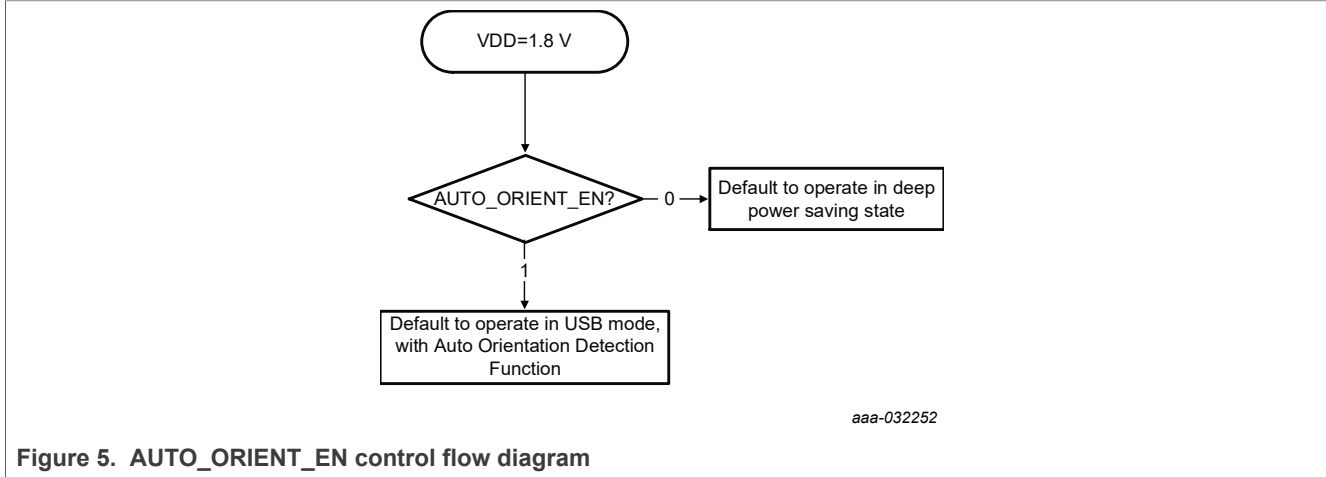 VDD=1.8 V
AUTO_ORIENT_EN?
0
Default to operate in deep
power saving state
1
Default to operate in USB mode,
with Auto Orientation Detection
Function
aaa-032252
Figure 5. AUTO_ORIENT_EN control flow diagram